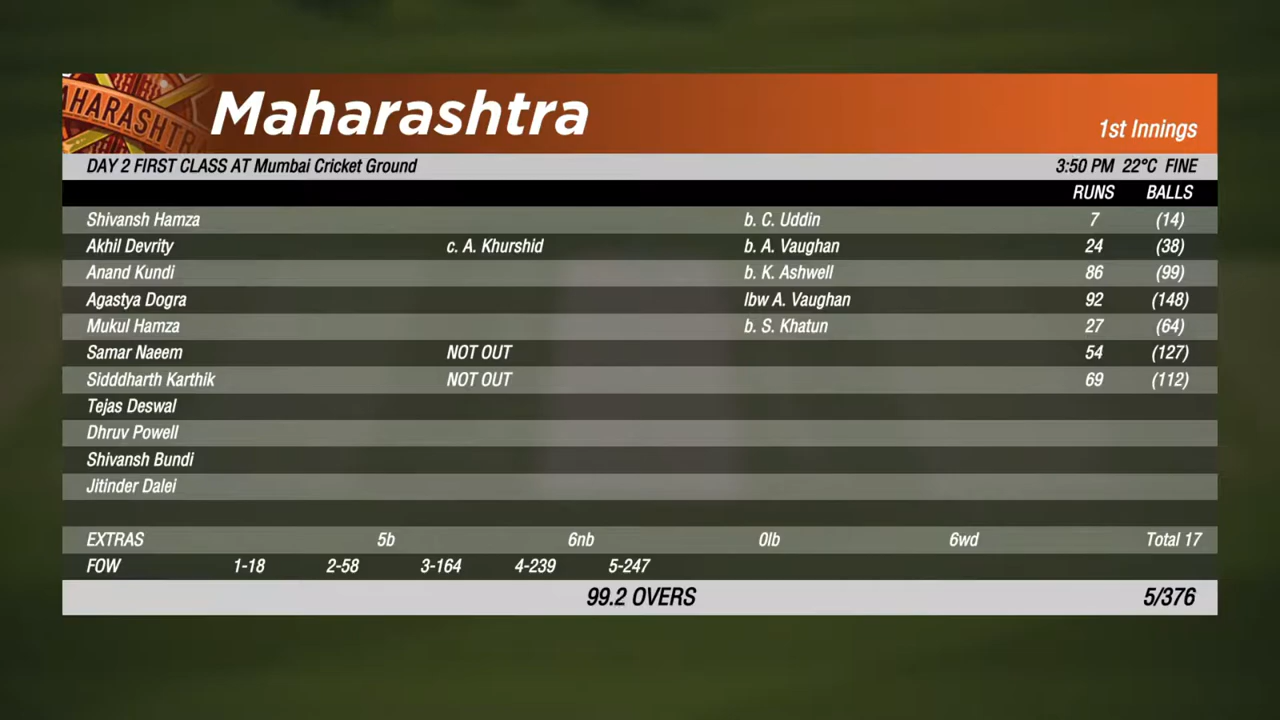 MAHARASHTRA
Maharashtra
1st Innings
DAY 2 FIRST CLASS AT Mumbai Cricket Ground 3:50 PM 22°C FINE
RUNS BALLS
Shivansh Hamza b. C. Uddin 7 (14)
Akhil Devrity c. A. Khurshid b. A. Vaughan 24 (38)
Anand Kundi b. K. Ashwell 86 (99)
Agastya Dogra lbw A. Vaughan 92 (148)
Mukul Hamza b. S. Khatun 27 (64)
Samar Naeem NOT OUT 54 (127)
Sidddharth Karthik NOT OUT 69 (112)
Tejas Deswal
Dhruv Powell
Shivansh Bundi
Jitinder Dalei
EXTRAS 5b 6nb 0lb 6wd Total 17
FOW 1-18 2-58 3-164 4-239 5-247
99.2 OVERS 5/376